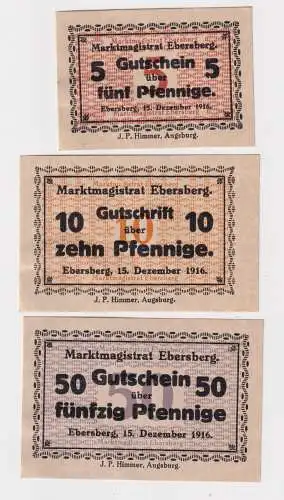 Marktmagistrat Ebersberg.
5 Gutschein 5
über
fünf Pfennige.
Ebersberg, 15. Dezember 1916.
J. P. Himmer, Augsburg.
Marktmagistrat Ebersberg.
10 Gutschrift 10
über
zehn Pfennige.
Ebersberg, 15. Dezember 1916.
Marktmagistrat Ebersberg
J. P. Himmer, Augsburg.
Marktmagistrat Ebersberg.
50 Gutschein 50
über
fünfzig Pfennige
Ebersberg, 15. Dezember 1916.
J. P. Himmer, Augsburg.